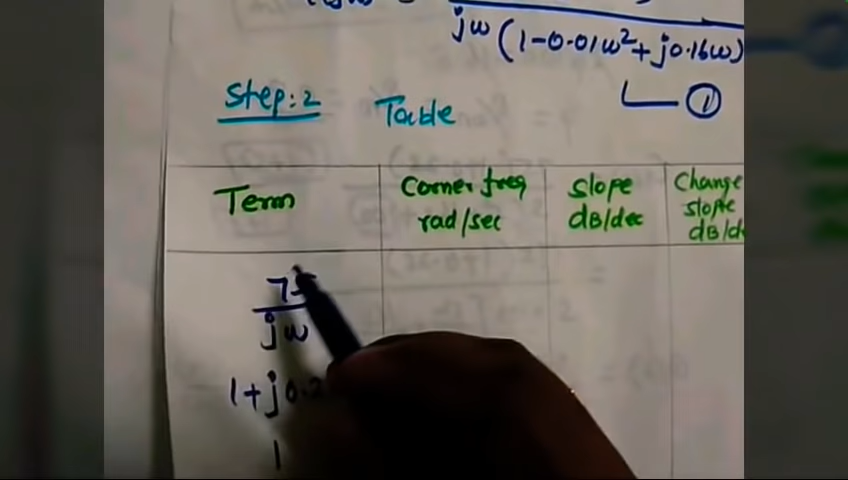 jω (1-0.01ω²+j0.16ω)
①
Step:2 Table
Term Corner freq rad/sec Slope dB/dec Change slope
jω
1+j0.2
1